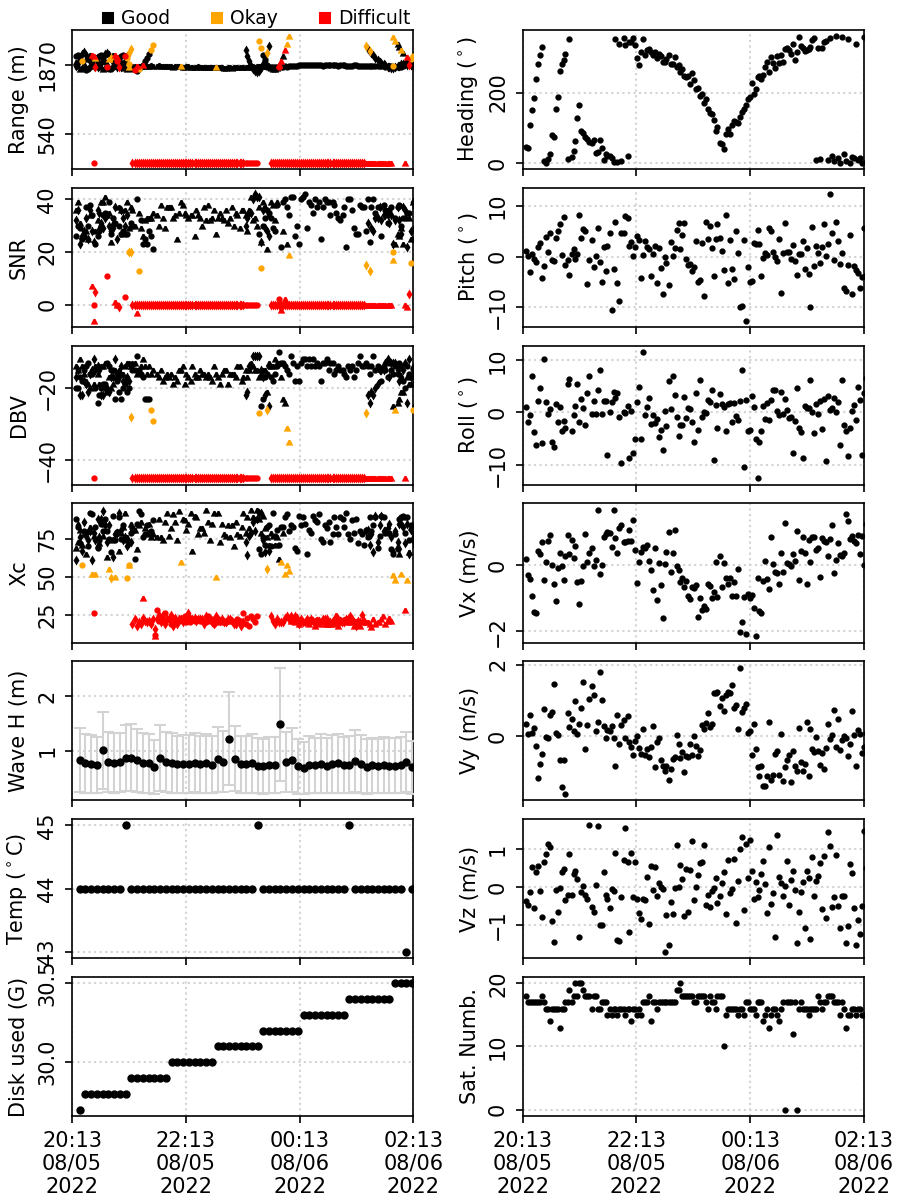 Good Okay Difficult
Range (m)
1870
540
Heading (°)
200
0
SNR
40
20
0
Pitch (°)
10
0
−10
DBV
−20
−40
Roll (°)
10
0
−10
Xc
75
50
25
Vx (m/s)
0
−2
Wave H (m)
2
1
Vy (m/s)
2
0
Temp (°C)
45
44
43
Vz (m/s)
1
0
−1
Disk used (G)
30.5
30.0
Sat. Numb.
20
10
0
20:13 22:13 00:13 02:13
08/05 08/05 08/06 08/06
2022 2022 2022 2022
20:13 22:13 00:13 02:13
08/05 08/05 08/06 08/06
2022 2022 2022 2022